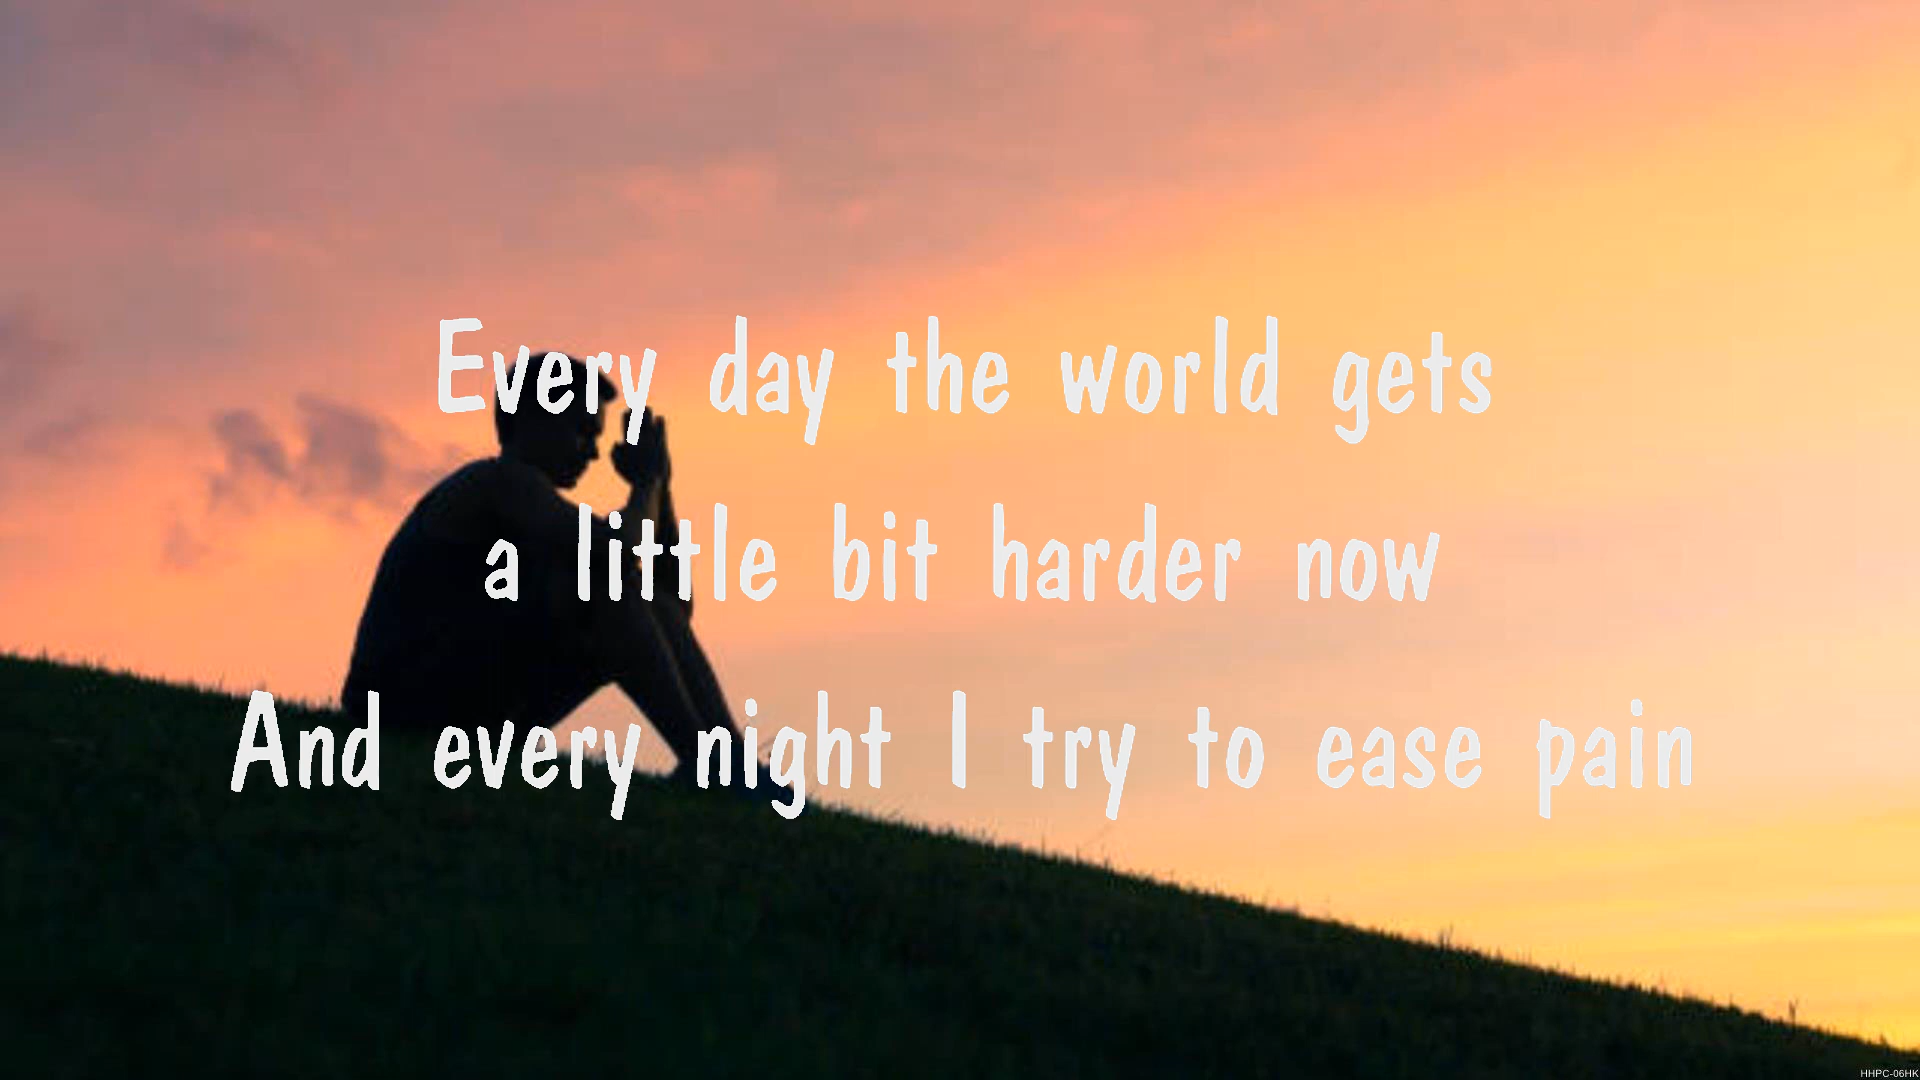 Every day the world gets
a little bit harder now
And every night I try to ease pain
HHPC-06HK